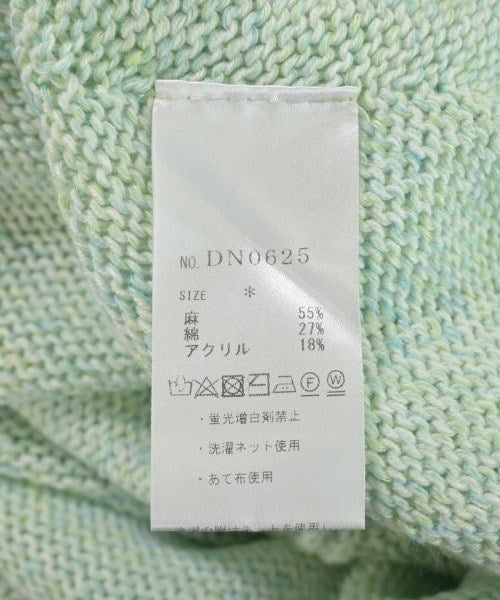 NO. DN0625
SIZE *
麻 55%
綿 27%
アクリル 18%
・蛍光増白剤禁止
・洗濯ネット使用
・あて布使用